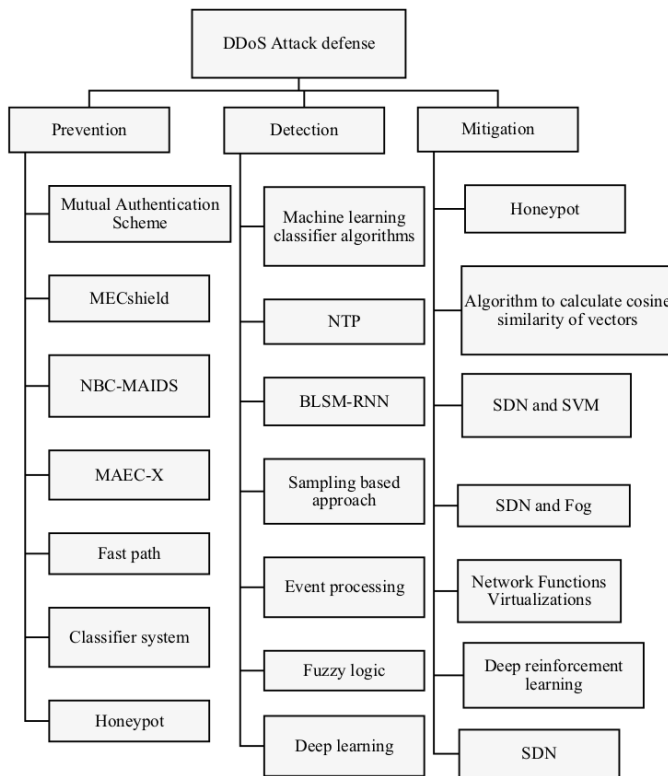 DDoS Attack defense
Prevention
Detection
Mitigation
Mutual Authentication
Scheme
MECshield
NBC-MAIDS
MAEC-X
Fast path
Classifier system
Honeypot
Machine learning
classifier algorithms
NTP
BLSM-RNN
Sampling based
approach
Event processing
Fuzzy logic
Deep learning
Honeypot
Algorithm to calculate cosine
similarity of vectors
SDN and SVM
SDN and Fog
Network Functions
Virtualizations
Deep reinforcement
learning
SDN